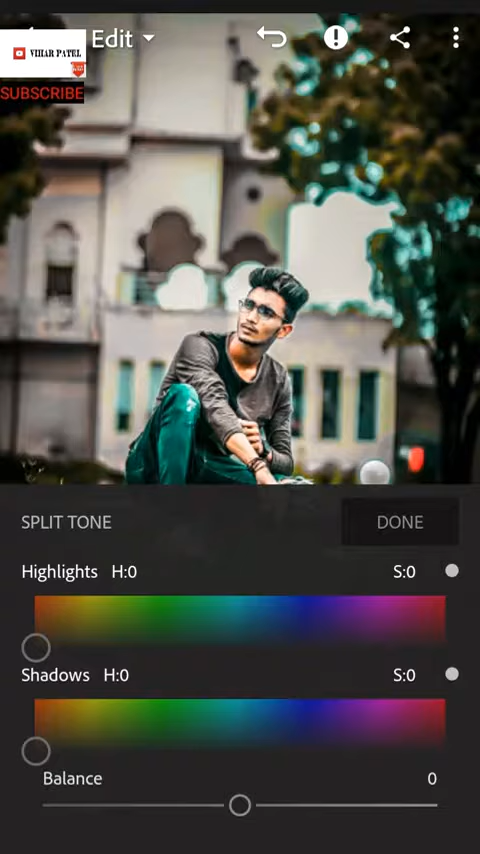 Edit
VIHAR PATEL
SUBSCRIBE
SPLIT TONE
DONE
Highlights H:0 S:0
Shadows H:0 S:0
Balance 0